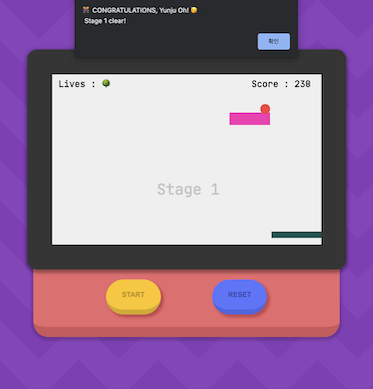 🎊 CONGRATULATIONS, Yunju Oh! 🥳
Stage 1 clear!
확인
Lives : 🌳
Score : 230
Stage 1
START
RESET